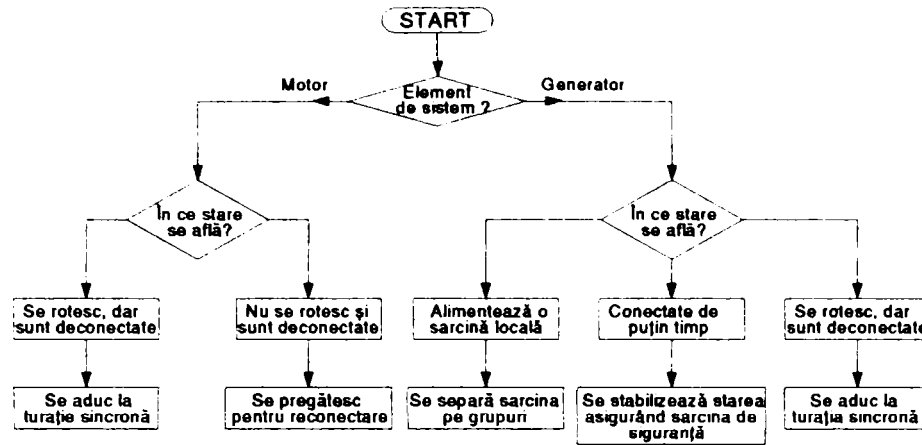 START
Motor
Element
de sistem ?
Generator
În ce stare
se află?
În ce stare
se află?
Se rotesc, dar
sunt deconectate
Nu se rotesc și
sunt deconectate
Alimentează o
sarcină locală
Conectate de
puțin timp
Se rotesc, dar
sunt deconectate
Se aduc la
turație sincronă
Se pregătesc
pentru reconectare
Se separă sarcina
pe grupuri
Se stabilizează starea
asigurând sarcina de
siguranță
Se aduc la
turația sincronă